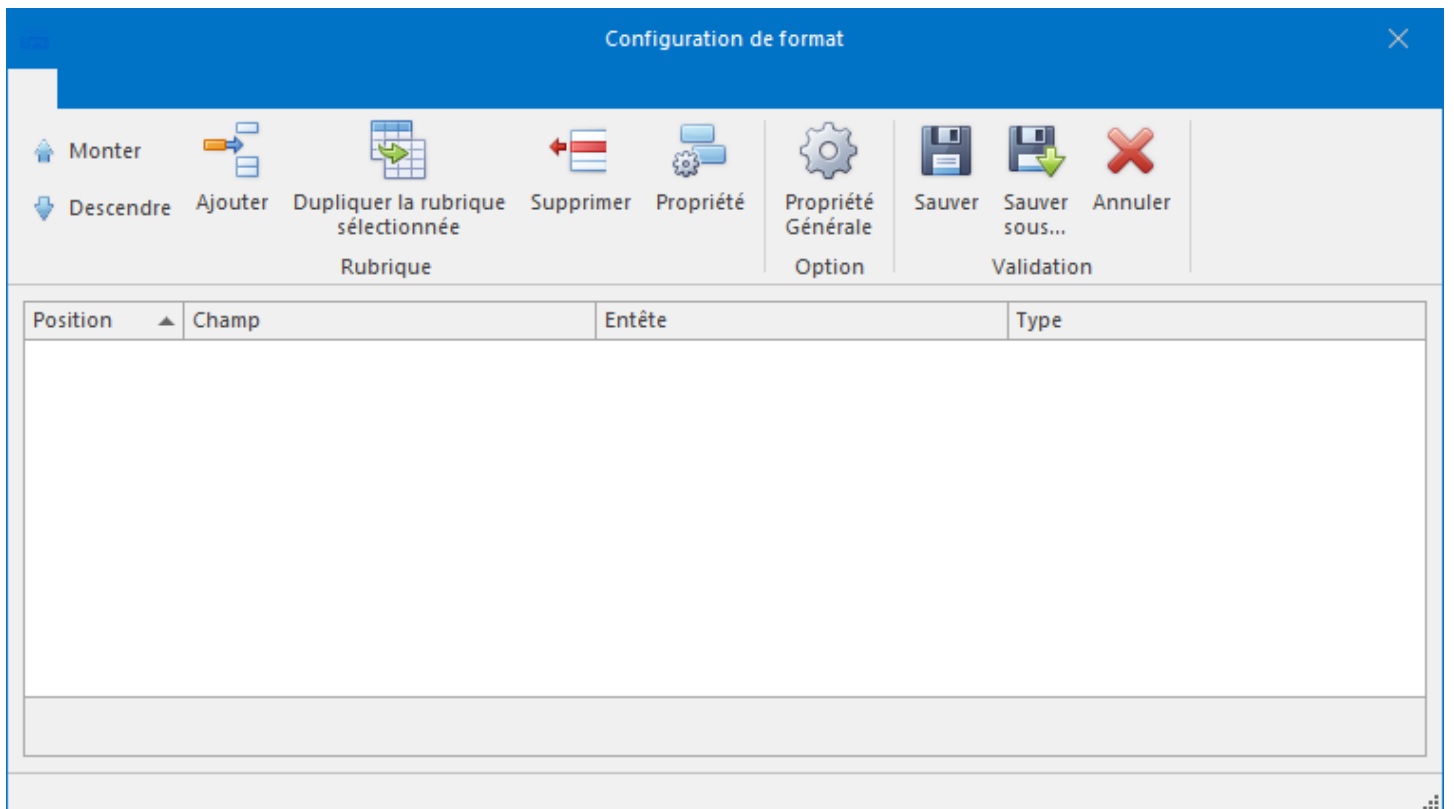 Configuration de format
Monter
Descendre
Ajouter
Dupliquer la rubrique
sélectionnée
Supprimer
Propriété
Rubrique
Propriété
Générale
Option
Sauver
Sauver
sous...
Annuler
Validation
Position Champ Entête Type